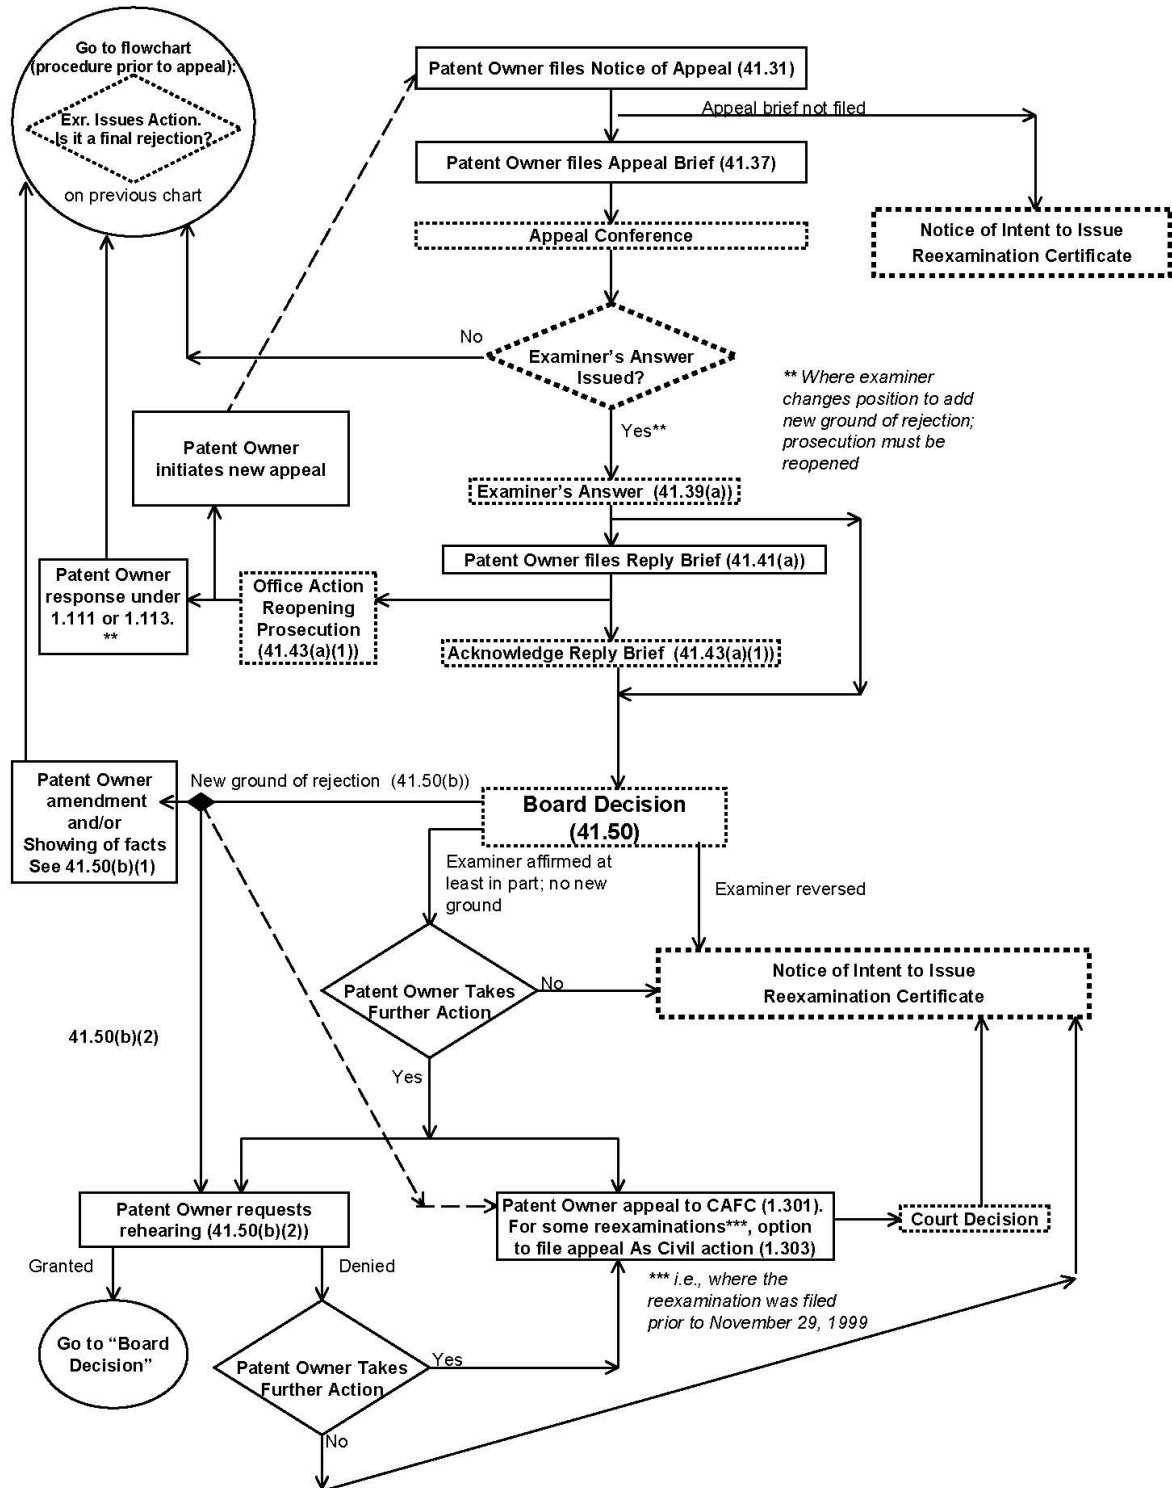 Go to flowchart
(procedure prior to appeal):
Exr. Issues Action.
Is it a final rejection?
on previous chart
Patent Owner files Notice of Appeal (41.31)
Appeal brief not filed
Patent Owner files Appeal Brief (41.37)
Appeal Conference
Notice of Intent to Issue
Reexamination Certificate
No
Examiner's Answer
Issued?
** Where examiner
changes position to add
new ground of rejection;
prosecution must be
reopened
Yes**
Patent Owner
initiates new appeal
Examiner's Answer (41.39(a))
Patent Owner files Reply Brief (41.41(a))
Patent Owner
response under
1.111 or 1.113.
**
Office Action
Reopening
Prosecution
(41.43(a)(1))
Acknowledge Reply Brief (41.43(a)(1))
Patent Owner
amendment
and/or
Showing of facts
See 41.50(b)(1)
New ground of rejection (41.50(b))
Board Decision
(41.50)
Examiner affirmed at
least in part; no new
ground
Examiner reversed
Patent Owner Takes
Further Action
No
Notice of Intent to Issue
Reexamination Certificate
41.50(b)(2)
Yes
Patent Owner requests
rehearing (41.50(b)(2))
Patent Owner appeal to CAFC (1.301).
For some reexaminations***, option
to file appeal As Civil action (1.303)
Court Decision
Granted
Denied
*** i.e., where the
reexamination was filed
prior to November 29, 1999
Go to “Board
Decision”
Patent Owner Takes
Further Action
Yes
No